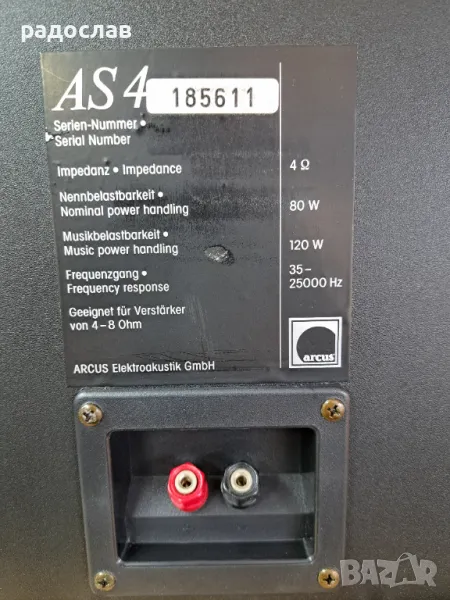 радослав
AS 4 185611
Serien-Nummer •
Serial Number
Impedanz • Impedance 4 Ω
Nennbelastbarkeit •
Nominal power handling 80 W
Musikbelastbarkeit •
Music power handling 120 W
Frequenzgang • 35–
Frequency response 25000 Hz
Geeignet für Verstärker
von 4–8 Ohm
arcus
ARCUS Elektroakustik GmbH
BAZAR